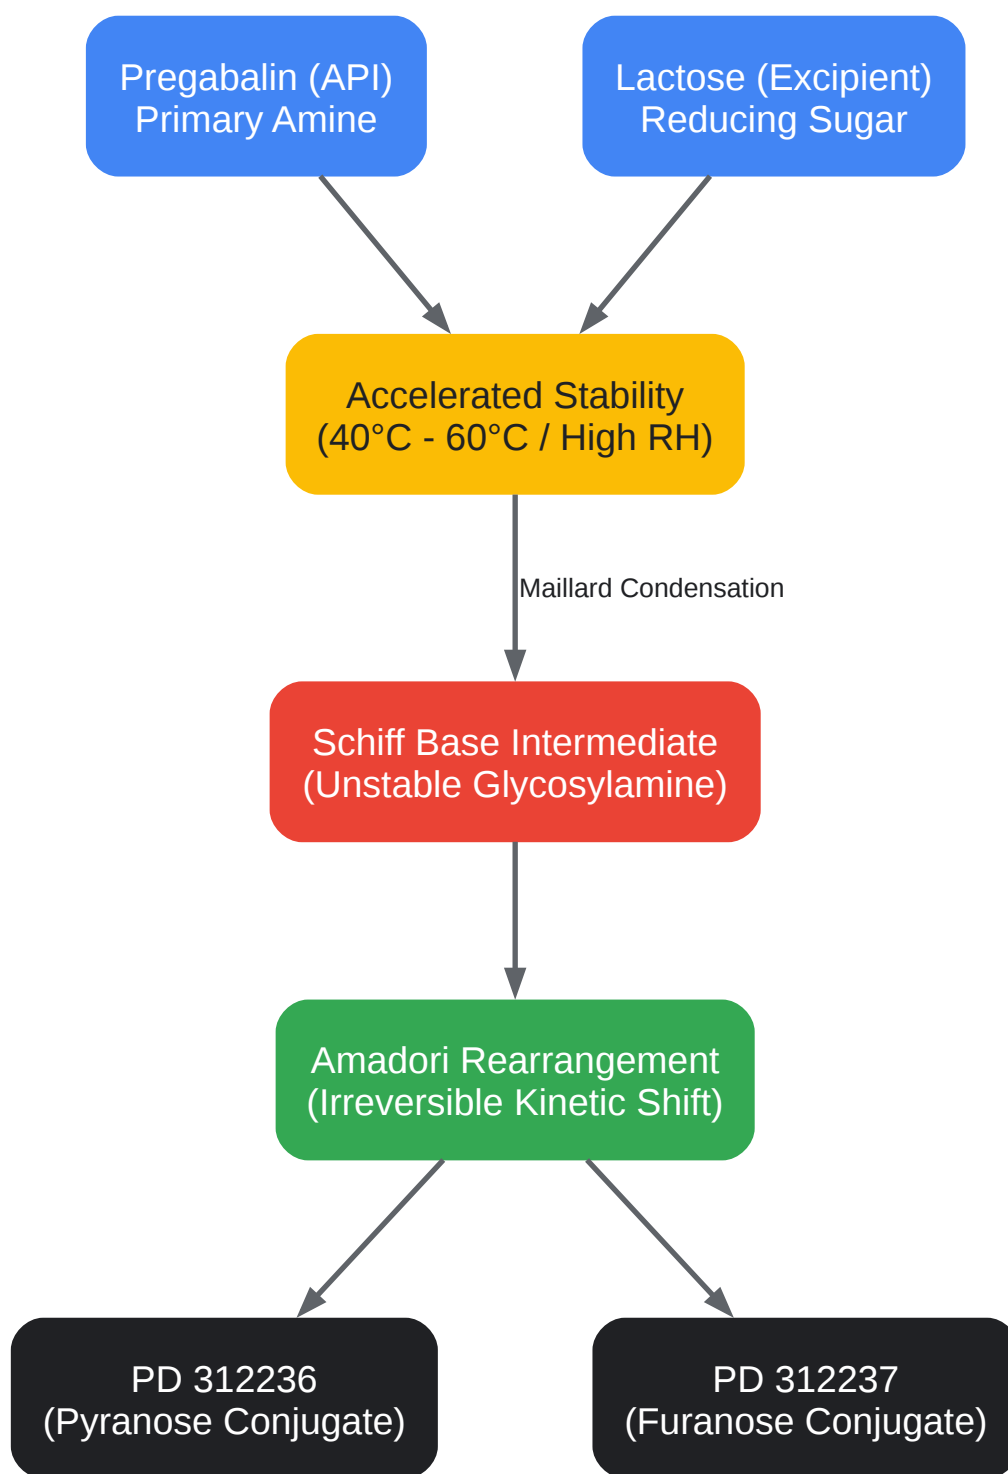 Pregabalin (API)
Primary Amine
Lactose (Excipient)
Reducing Sugar
Accelerated Stability
(40°C - 60°C / High RH)
Maillard Condensation
Schiff Base Intermediate
(Unstable Glycosylamine)
Amadori Rearrangement
(Irreversible Kinetic Shift)
PD 312236
(Pyranose Conjugate)
PD 312237
(Furanose Conjugate)